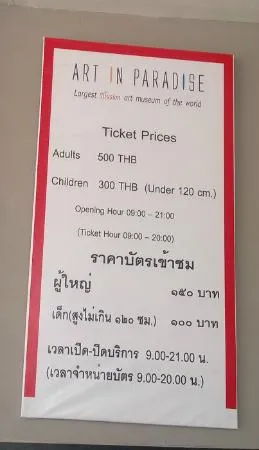 ART IN PARADISE
Largest illusion art museum of the world
Ticket Prices
Adults 500 THB
Children 300 THB (Under 120 cm.)
Opening Hour 09:00 – 21:00
(Ticket Hour 09:00 – 20:00)
ราคาบัตรเข้าชม
ผู้ใหญ่ ๑๕๐ บาท
เด็ก(สูงไม่เกิน ๑๒๐ ซม.) ๑๐๐ บาท
เวลาเปิด-ปิดบริการ 9.00-21.00 น.
(เวลาจำหน่ายบัตร 9.00-20.00 น.)